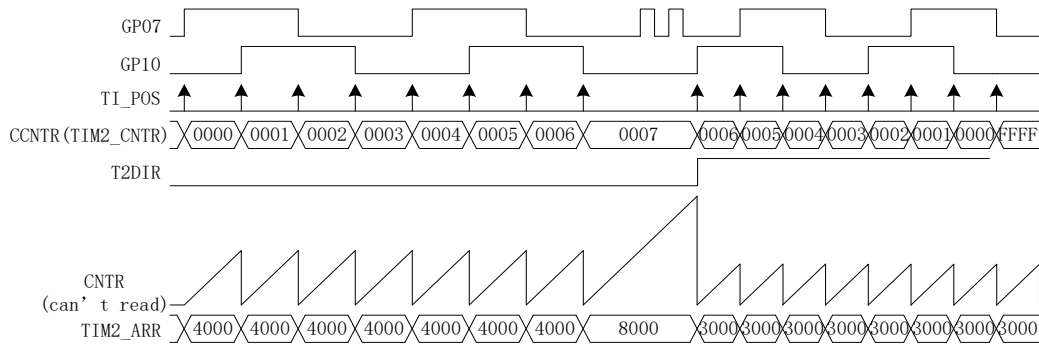 GP07
GP10
TI_POS
CCNTR(TIM2_CNTR) 0000 0001 0002 0003 0004 0005 0006 0007 0006 0005 0004 0003 0002 0001 0000 FFFF
T2DIR
CNTR
(can't read)
TIM2_ARR 4000 4000 4000 4000 4000 4000 4000 8000 3000 3000 3000 3000 3000 3000 3000 3000